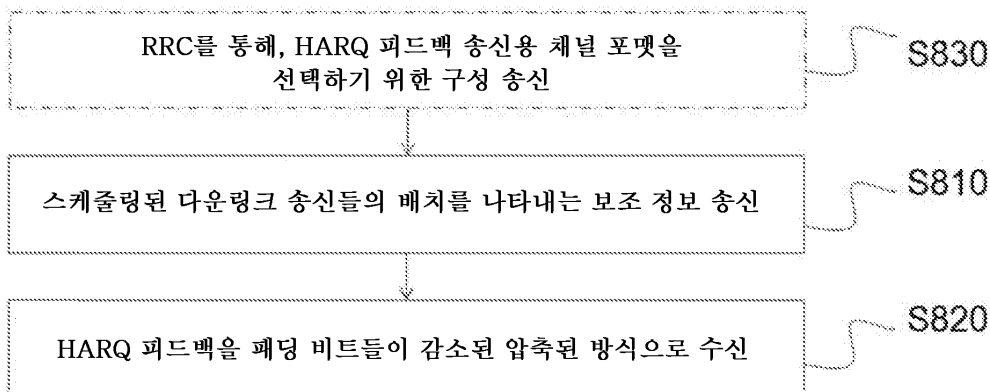 RRC를 통해, HARQ 피드백 송신용 채널 포맷을
선택하기 위한 구성 송신
S830
스케줄링된 다운링크 송신들의 배치를 나타내는 보조 정보 송신
S810
HARQ 피드백을 패딩 비트들이 감소된 압축된 방식으로 수신
S820